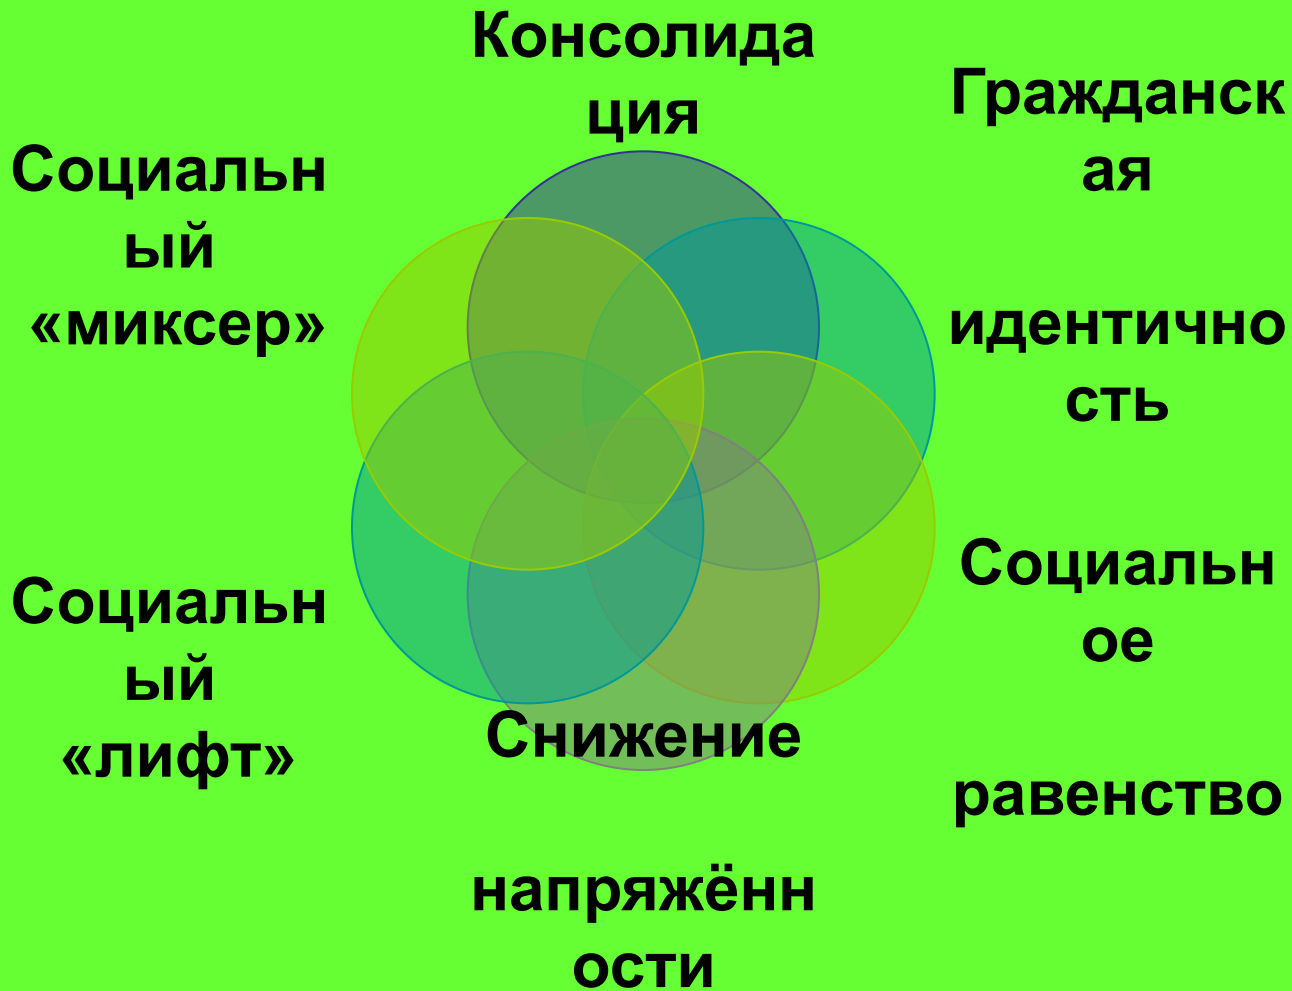 Консолида
ция
Гражданск
ая
идентично
сть
Социальн
ое
равенство
Снижение
напряжённ
ости
Социальн
ый
«лифт»
Социальн
ый
«миксер»